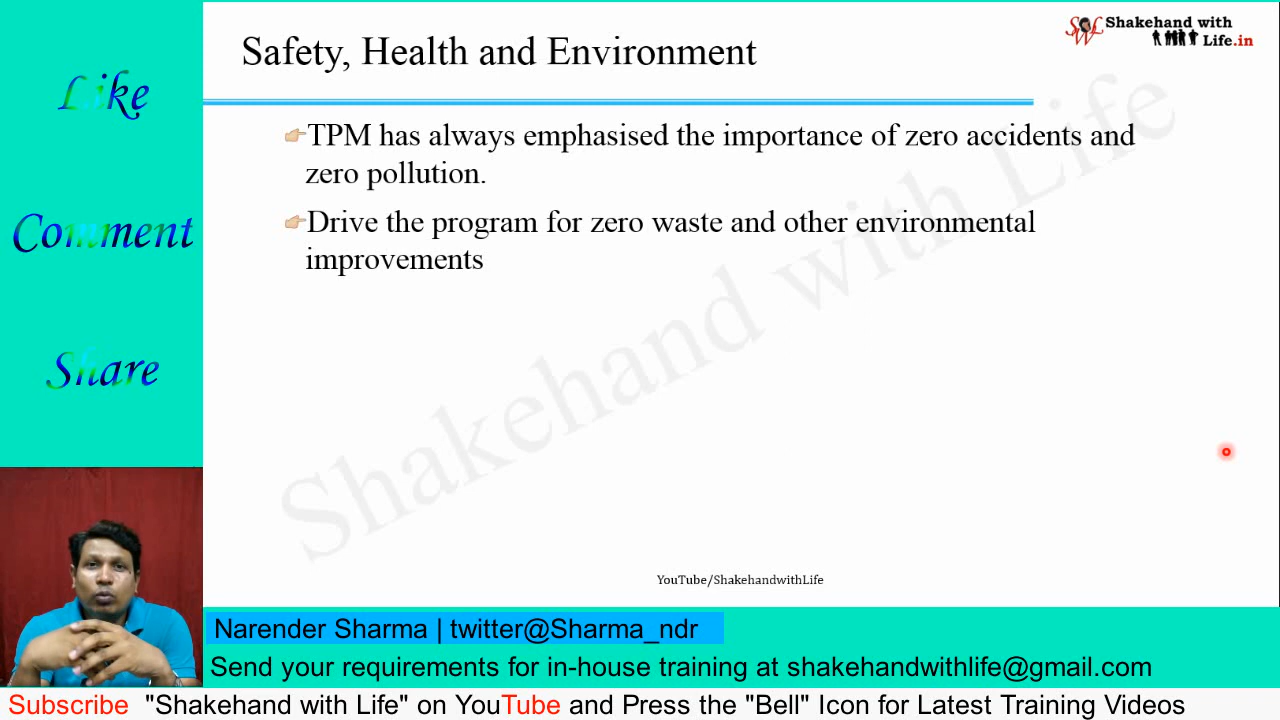 Like
Comment
Share
Safety, Health and Environment
Shakehand with
Life.in
TPM has always emphasised the importance of zero accidents and
zero pollution.
Drive the program for zero waste and other environmental
improvements
Shakehand with Life
YouTube/ShakehandwithLife
Narender Sharma | twitter@Sharma_ndr
Send your requirements for in-house training at shakehandwithlife@gmail.com
Subscribe "Shakehand with Life" on YouTube and Press the "Bell" Icon for Latest Training Videos